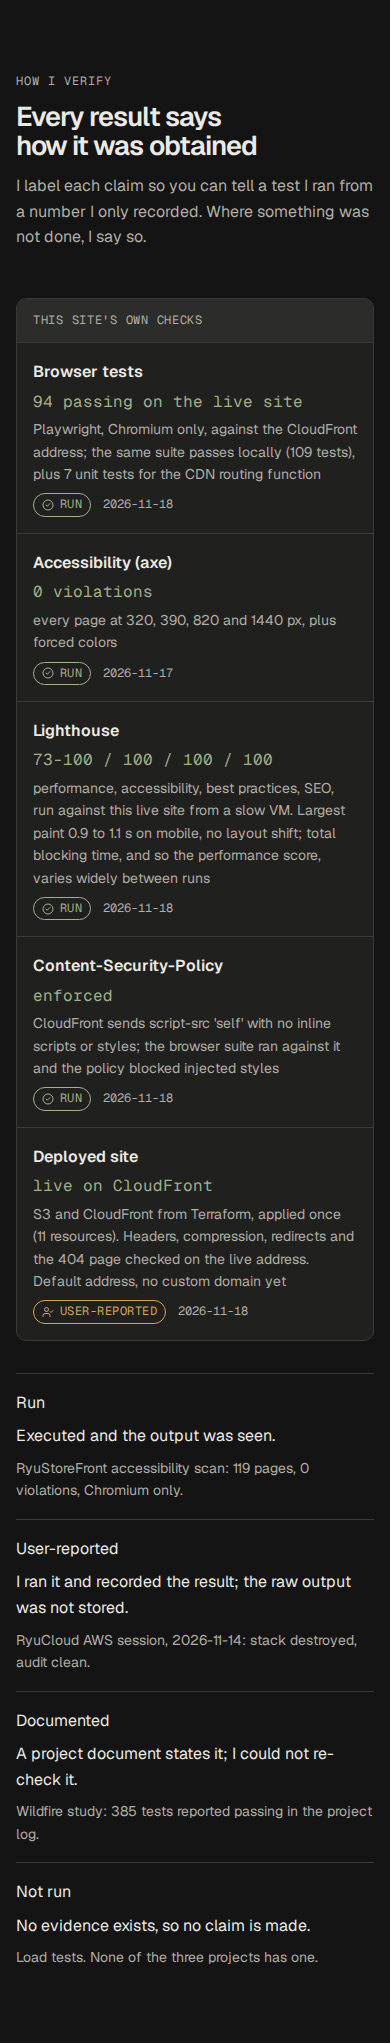 HOW I VERIFY
Every result says
how it was obtained
I label each claim so you can tell a test I ran from
a number I only recorded. Where something was
not done, I say so.
THIS SITE'S OWN CHECKS
Browser tests
94 passing on the live site
Playwright, Chromium only, against the CloudFront
address; the same suite passes locally (109 tests),
plus 7 unit tests for the CDN routing function
RUN 2026-11-18
Accessibility (axe)
0 violations
every page at 320, 390, 820 and 1440 px, plus
forced colors
RUN 2026-11-17
Lighthouse
73-100 / 100 / 100 / 100
performance, accessibility, best practices, SEO,
run against this live site from a slow VM. Largest
paint 0.9 to 1.1 s on mobile, no layout shift; total
blocking time, and so the performance score,
varies widely between runs
RUN 2026-11-18
Content-Security-Policy
enforced
CloudFront sends script-src 'self' with no inline
scripts or styles; the browser suite ran against it
and the policy blocked injected styles
RUN 2026-11-18
Deployed site
live on CloudFront
S3 and CloudFront from Terraform, applied once
(11 resources). Headers, compression, redirects and
the 404 page checked on the live address.
Default address, no custom domain yet
USER-REPORTED 2026-11-18
Run
Executed and the output was seen.
RyuStoreFront accessibility scan: 119 pages, 0
violations, Chromium only.
User-reported
I ran it and recorded the result; the raw output
was not stored.
RyuCloud AWS session, 2026-11-14: stack destroyed,
audit clean.
Documented
A project document states it; I could not re-
check it.
Wildfire study: 385 tests reported passing in the project
log.
Not run
No evidence exists, so no claim is made.
Load tests. None of the three projects has one.